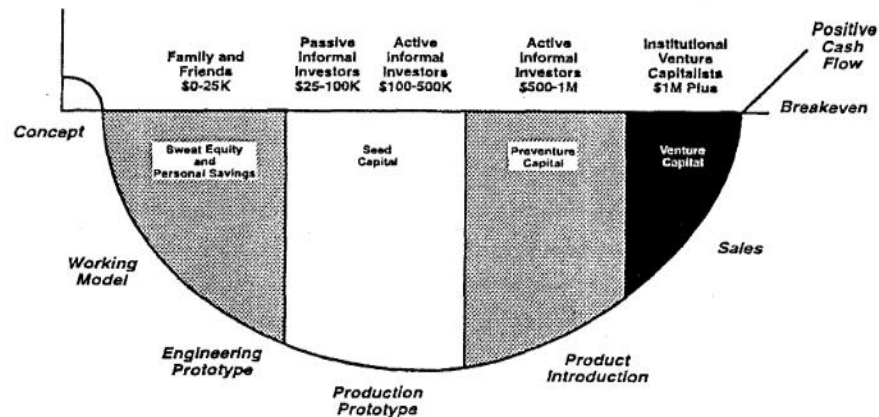 Family and
Friends
$0-25K
Passive
Informal
Investors
$25-100K
Active
Informal
Investors
$100-500K
Active
Informal
Investors
$500-1M
Institutional
Venture
Capitalists
$1M Plus
Positive
Cash
Flow
Breakeven
Concept
Sweat Equity
and
Personal Savings
Seed
Capital
Preventure
Capital
Venture
Capital
Sales
Working
Model
Engineering
Prototype
Production
Prototype
Product
Introduction